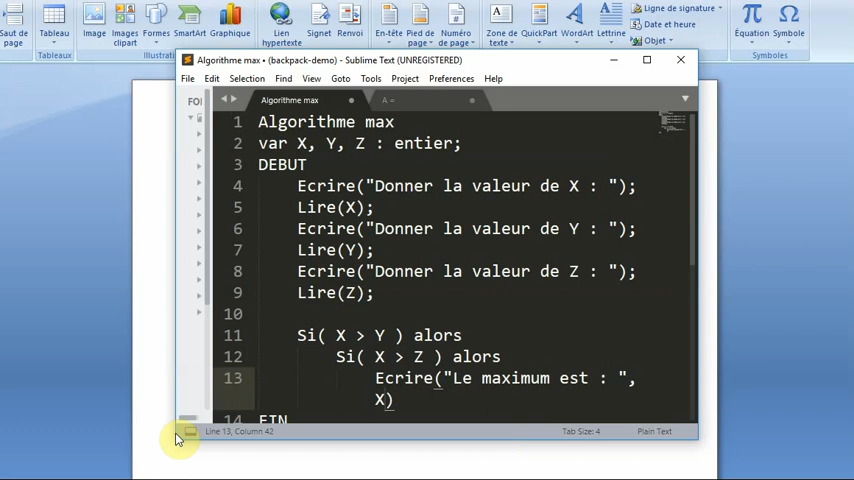 Saut de page
Tableau
Image
Images clipart
Formes
SmartArt
Graphique
Lien hypertexte
Signet
Renvoi
En-tête
Pied de page
Numéro de page
Zone de texte
QuickPart
WordArt
Lettrine
Ligne de signature
Date et heure
Objet
Équation
Symbole
Tableaux
Illustr
Symboles
Algorithme max • (backpack-demo) - Sublime Text (UNREGISTERED)
File Edit Selection Find View Goto Tools Project Preferences Help
FOI
Algorithme max
A =
1 Algorithme max
2 var X, Y, Z : entier;
3 DEBUT
4 Ecrire("Donner la valeur de X : ");
5 Lire(X);
6 Ecrire("Donner la valeur de Y : ");
7 Lire(Y);
8 Ecrire("Donner la valeur de Z : ");
9 Lire(Z);
10
11 Si( X > Y ) alors
12 Si( X > Z ) alors
13 Ecrire("Le maximum est : ",
X)
14 FIN
Line 13, Column 42
Tab Size: 4
Plain Text